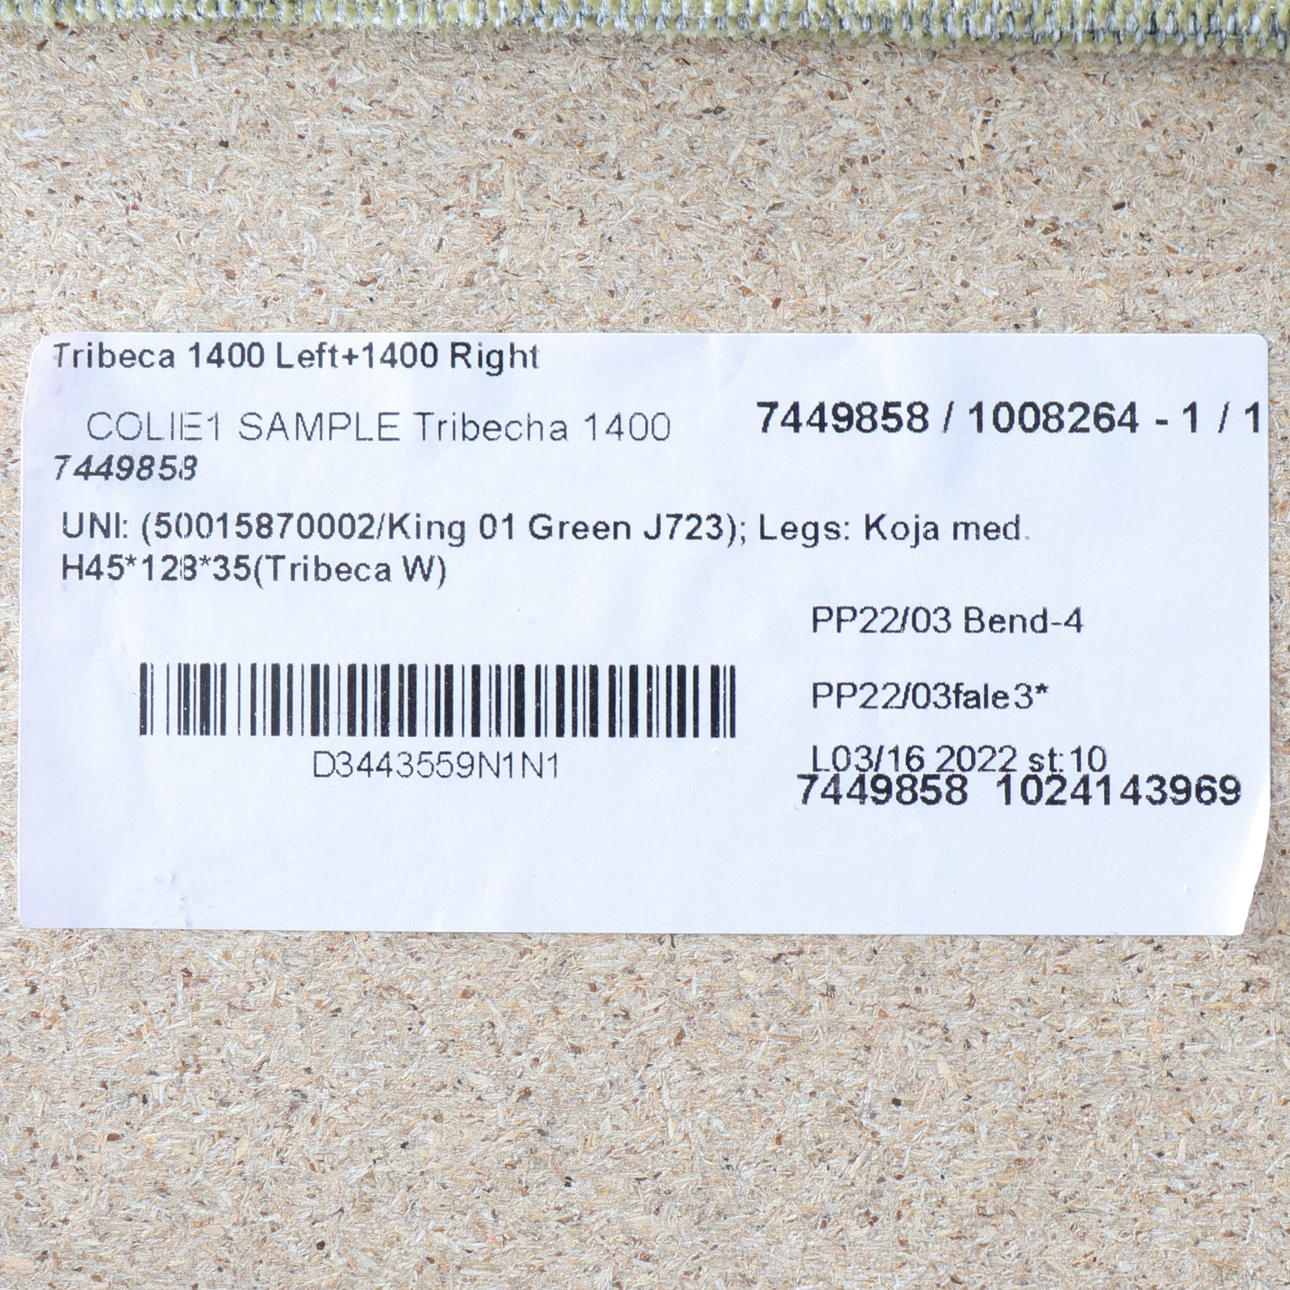 Tribeca 1400 Left+1400 Right
COLIE1 SAMPLE Tribecha 1400
7449858 / 1008264 - 1 / 1
7449858
UNI: (50015870002/King 01 Green J723); Legs: Koja med.
H45*128*35(Tribeca W)
PP22/03 Bend-4
PP22/03fale3*
D3443559N1N1
L03/16 2022 st:10
7449858 1024143969